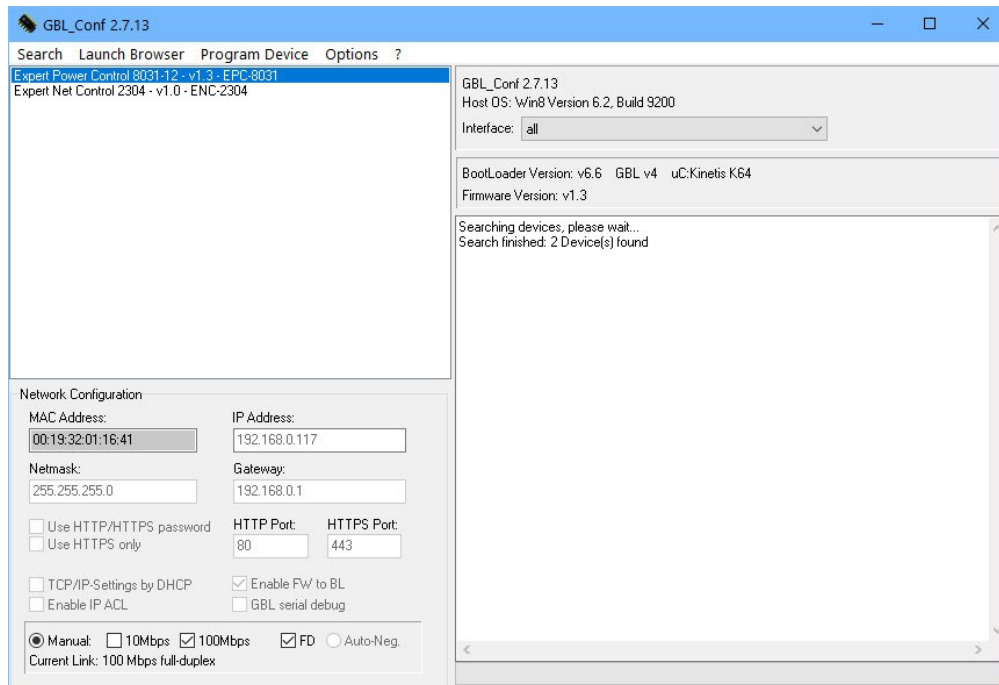 GBL_Conf 2.7.13
Search Launch Browser Program Device Options ?
Expert Power Control 8031-12 - v1.3 - EPC-8031
Expert Net Control 2304 - v1.0 - ENC-2304
GBL_Conf 2.7.13
Host OS: Win8 Version 6.2, Build 9200
Interface: all
BootLoader Version: v6.6 GBL v4 uC:Kinetis K64
Firmware Version: v1.3
Searching devices, please wait...
Search finished: 2 Device(s) found
Network Configuration
MAC Address: IP Address:
00:19:32:01:16:41 192.168.0.117
Netmask: Gateway:
255.255.255.0 192.168.0.1
Use HTTP/HTTPS password HTTP Port: HTTPS Port:
Use HTTPS only 80 443
TCP/IP-Settings by DHCP Enable FW to BL
Enable IP ACL GBL serial debug
Manual: 10Mbps 100Mbps FD Auto-Neg.
Current Link: 100 Mbps full-duplex